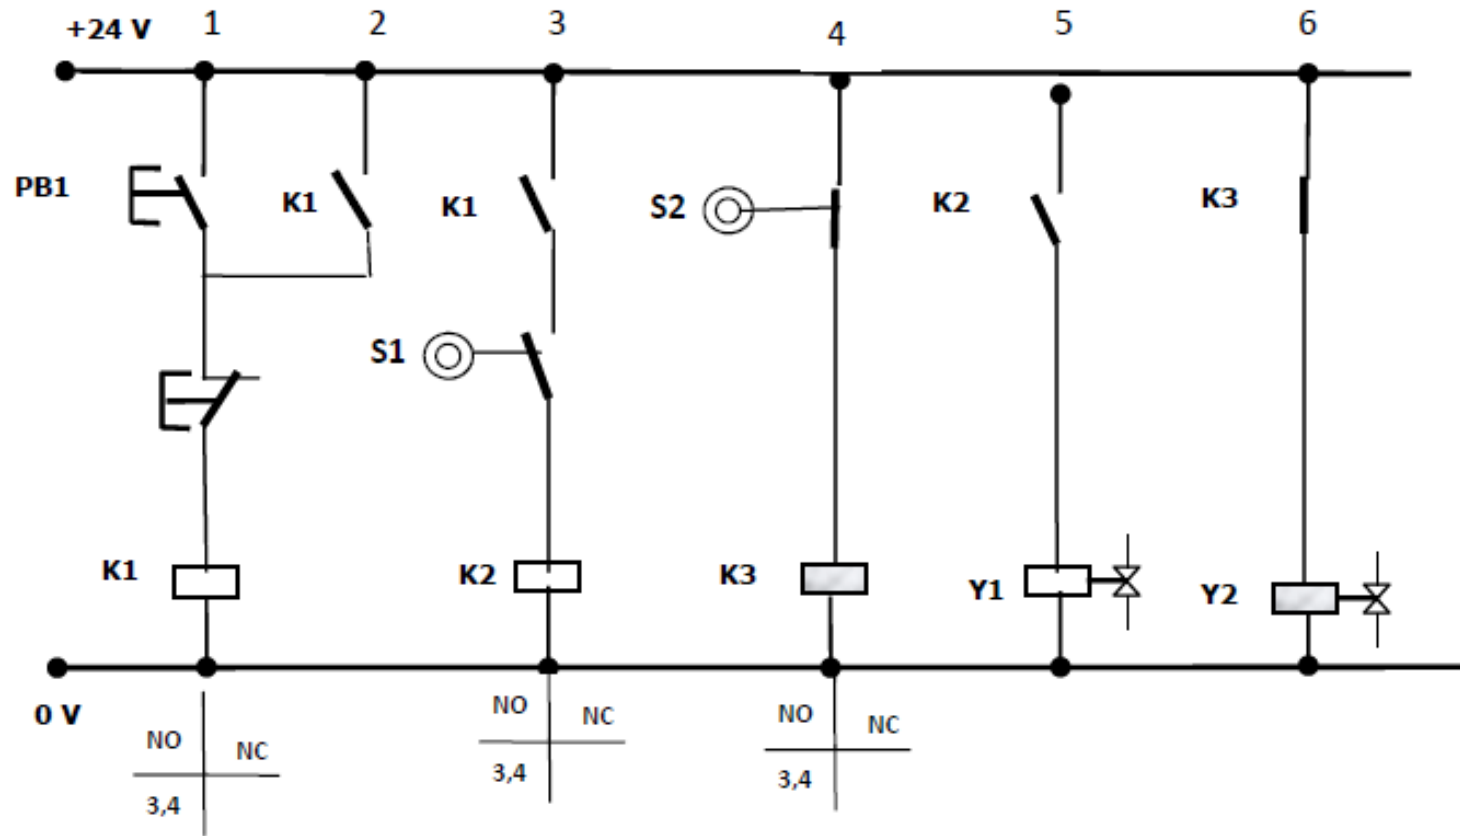 +24 V 1 2 3 4 5 6
PB1 K1 K1 S2 K2 K3
S1
K1 K2 K3 Y1 Y2
0 V
NO NC NO NC NO NC
3,4 3,4 3,4